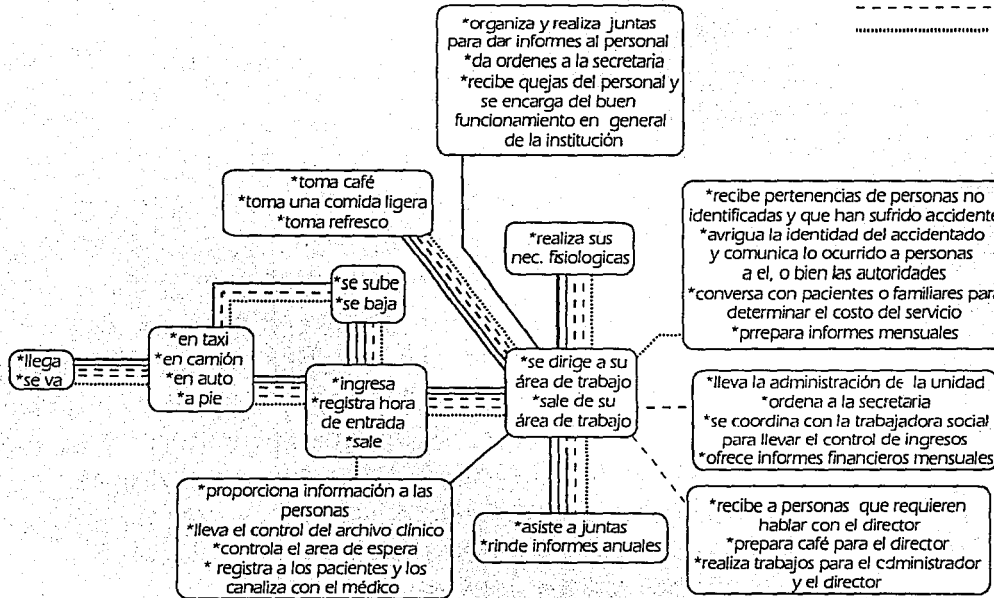 *organiza y realiza juntas
para dar informes al personal
*da ordenes a la secretaria
*recibe quejas del personal y
se encarga del buen
funcionamiento en general
de la institución
*toma café
*toma una comida ligera
*toma refresco
*realiza sus
nec. fisiologicas
*recibe pertenencias de personas no
identificadas y que han sufrido accidente
*avrigua la identidad del accidentado
y comunica lo ocurrido a personas
a el, o bien las autoridades
*conversa con pacientes o familiares para
determinar el costo del servicio
*prrepara informes mensuales
*se sube
*se baja
*llega
*se va
*en taxi
*en camión
*en auto
*a pie
*ingresa
*registra hora
de entrada
*sale
*se dirige a su
área de trabajo
*sale de su
área de trabajo
*lleva la administración de la unidad
*ordena a la secretaria
*se coordina con la trabajadora social
para llevar el control de ingresos
*ofrece informes financieros mensuales
*proporciona información a las
personas
*lleva el control del archivo clínico
*controla el area de espera
* registra a los pacientes y los
canaliza con el médico
*asiste a juntas
*rinde informes anuales
*recibe a personas que requieren
hablar con el director
*prepara café para el director
*realiza trabajos para el administrador
y el director